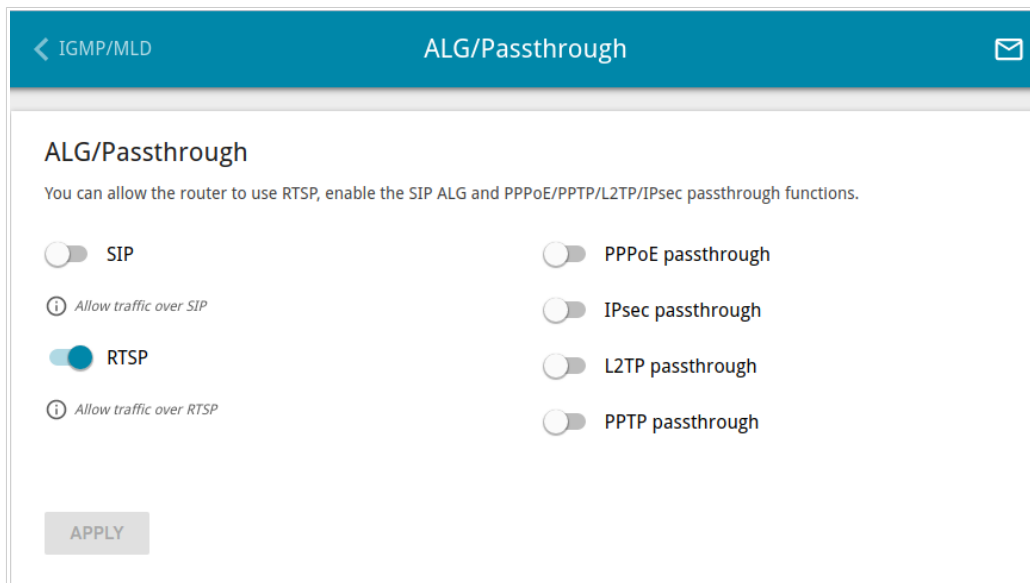 IGMP/MLD
ALG/Passthrough
ALG/Passthrough
You can allow the router to use RTSP, enable the SIP ALG and PPPoE/PPTP/L2TP/IPsec passthrough functions.
SIP
Allow traffic over SIP
RTSP
Allow traffic over RTSP
PPPoE passthrough
IPsec passthrough
L2TP passthrough
PPTP passthrough
APPLY